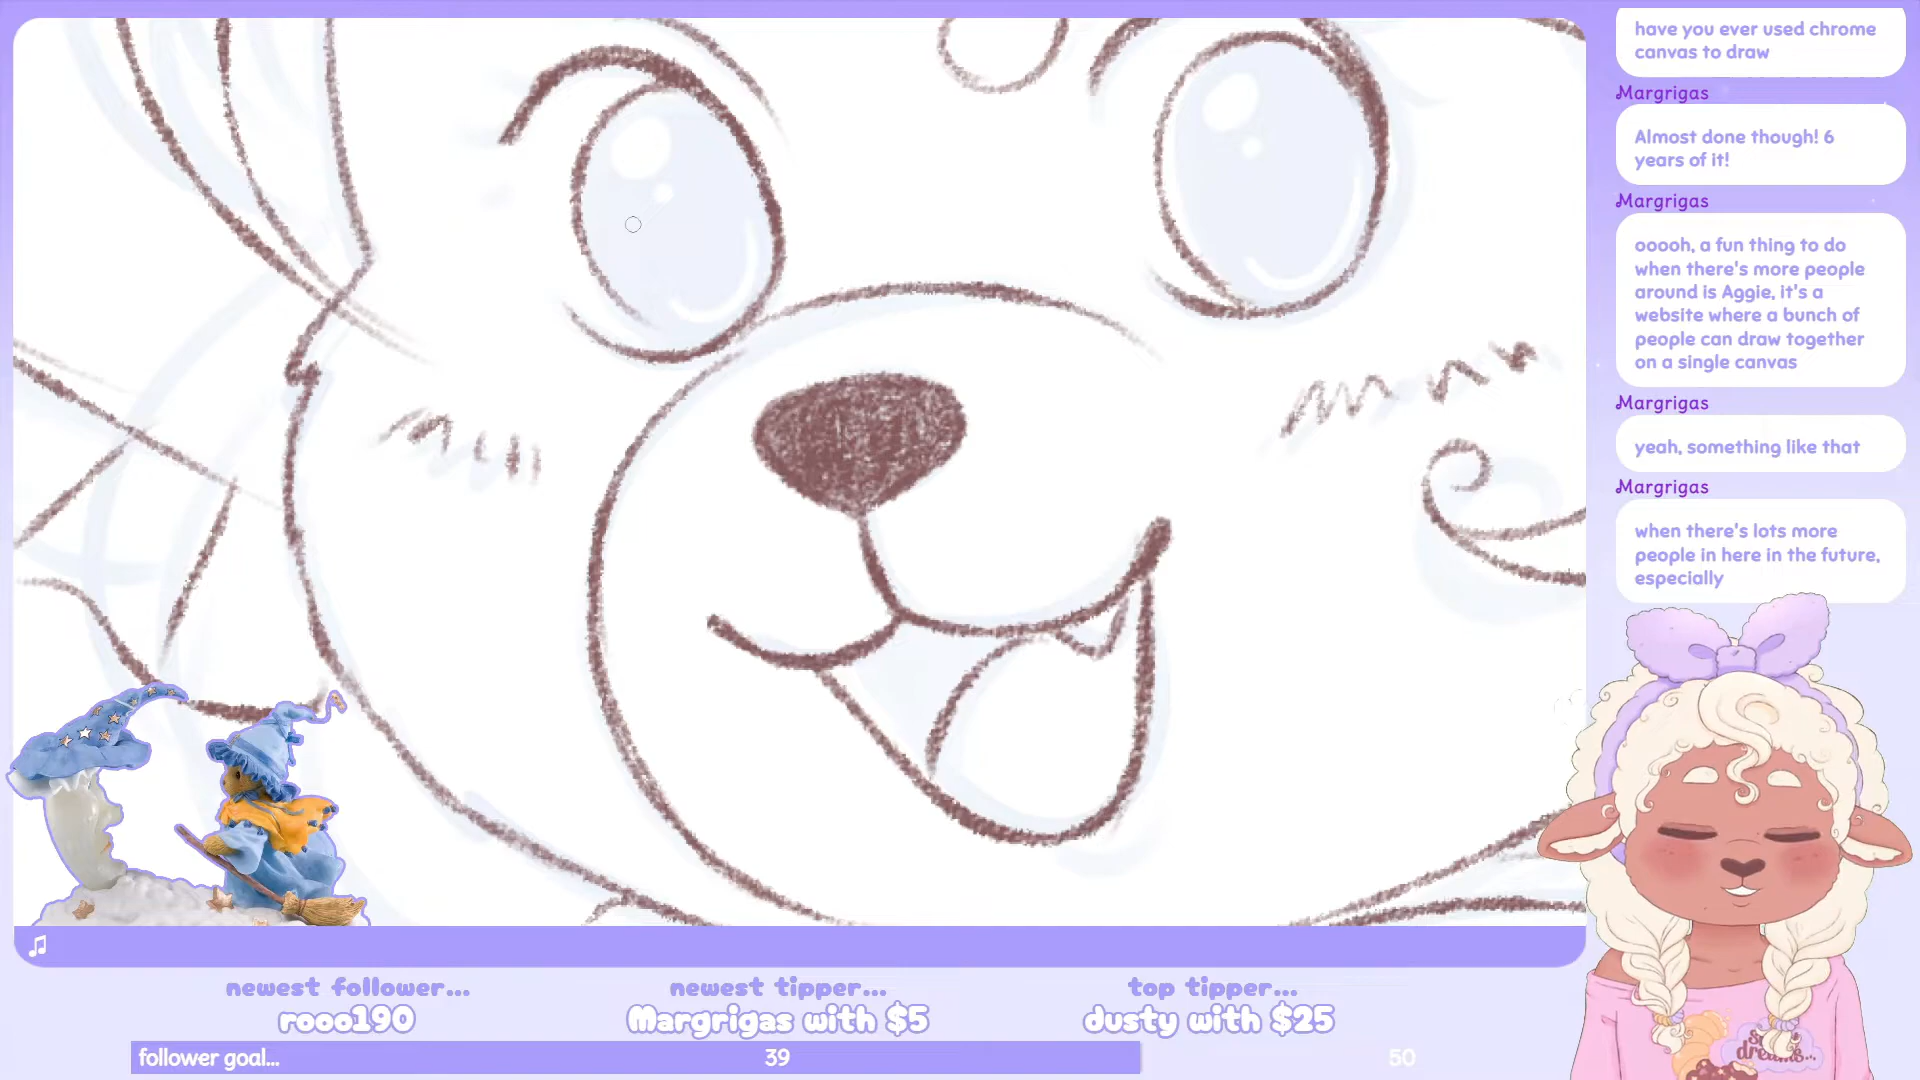 have you ever used chrome
canvas to draw
Margrigas
Almost done though! 6
years of it!
Margrigas
ooooh, a fun thing to do
when there's more people
around is Aggie, it's a
website where a bunch of
people can draw together
on a single canvas
Margrigas
yeah, something like that
Margrigas
when there's lots more
people in here in the future,
especially
newest follower...
rooo190
newest tipper...
Margrigas with $5
top tipper...
dusty with $25
follower goal...
39
50
dreams...